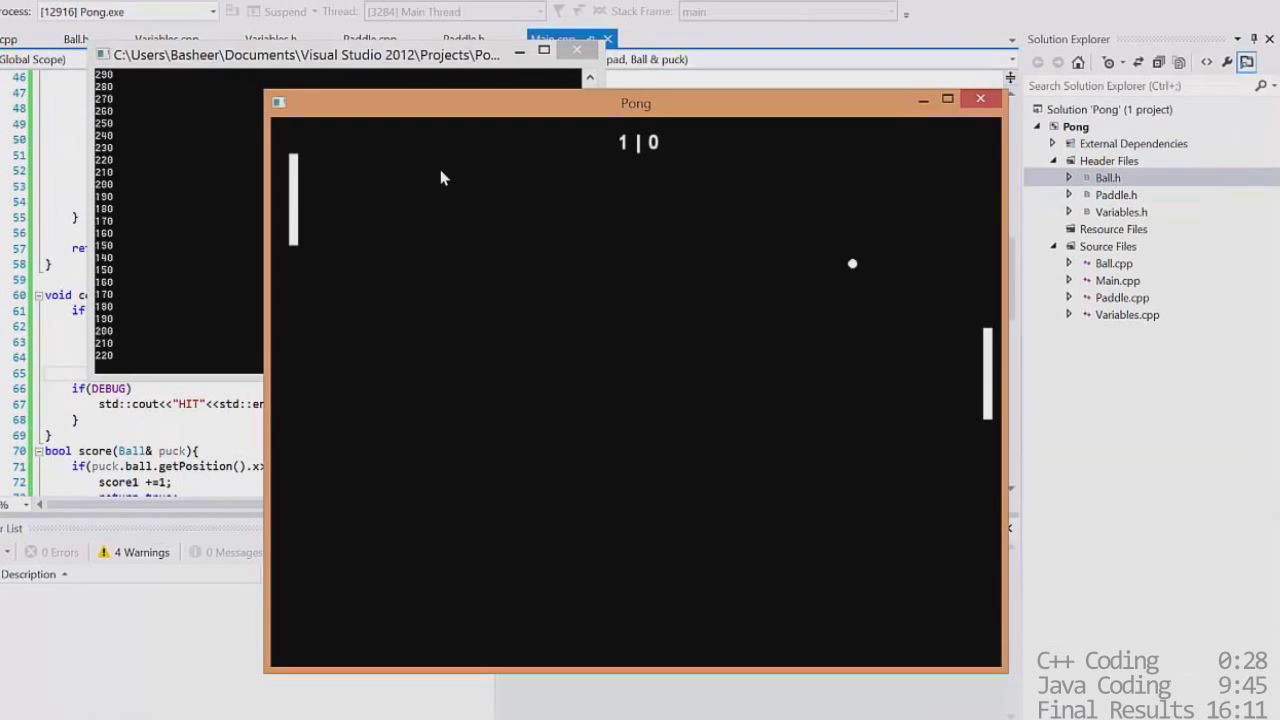 rocess: [12916] Pong.exe Suspend Thread: [3284] Main Thread Stack Frame: main
cpp Ball.h Variables.cpp Variables.h Paddle.cpp Paddle.h Main.cpp
Global Scope) pad, Ball & puck)
C:\Users\Basheer\Documents\Visual Studio 2012\Projects\Po...
290
280
270
260
250
240
230
220
210
200
190
180
170
160
150
140
150
160
170
180
190
200
210
220
Pong
1 | 0
46
47
48
49
50
51
52
53
54
55 }
56
57 ret
58 }
59
60 void co
61 if
62
63
64
65
66 if(DEBUG)
67 std::cout<<"HIT"<<std::en
68 }
69 }
70 bool score(Ball& puck){
71 if(puck.ball.getPosition().x>
72 score1 +=1;
return true;
%
r List
0 Errors 4 Warnings 0 Messages
Description
Solution Explorer
Search Solution Explorer (Ctrl+;)
Solution 'Pong' (1 project)
Pong
External Dependencies
Header Files
Ball.h
Paddle.h
Variables.h
Resource Files
Source Files
Ball.cpp
Main.cpp
Paddle.cpp
Variables.cpp
C++ Coding 0:28
Java Coding 9:45
Final Results 16:11